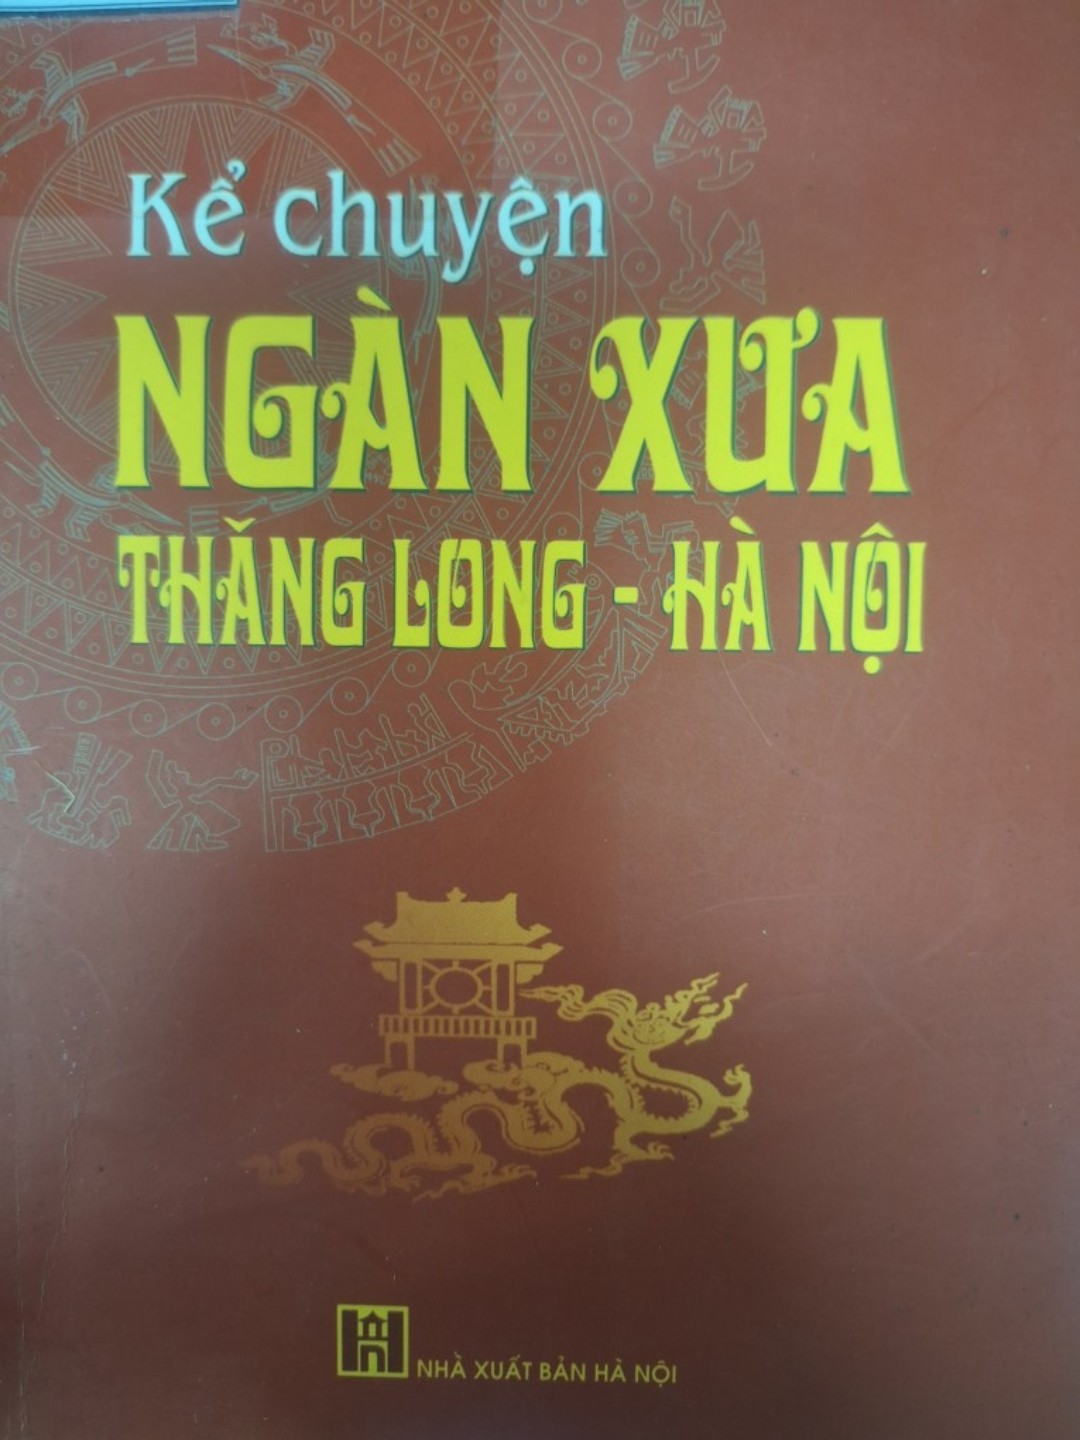 Kể chuyện
NGÀN XƯA
THĂNG LONG - HÀ NỘI
NHÀ XUẤT BẢN HÀ NỘI